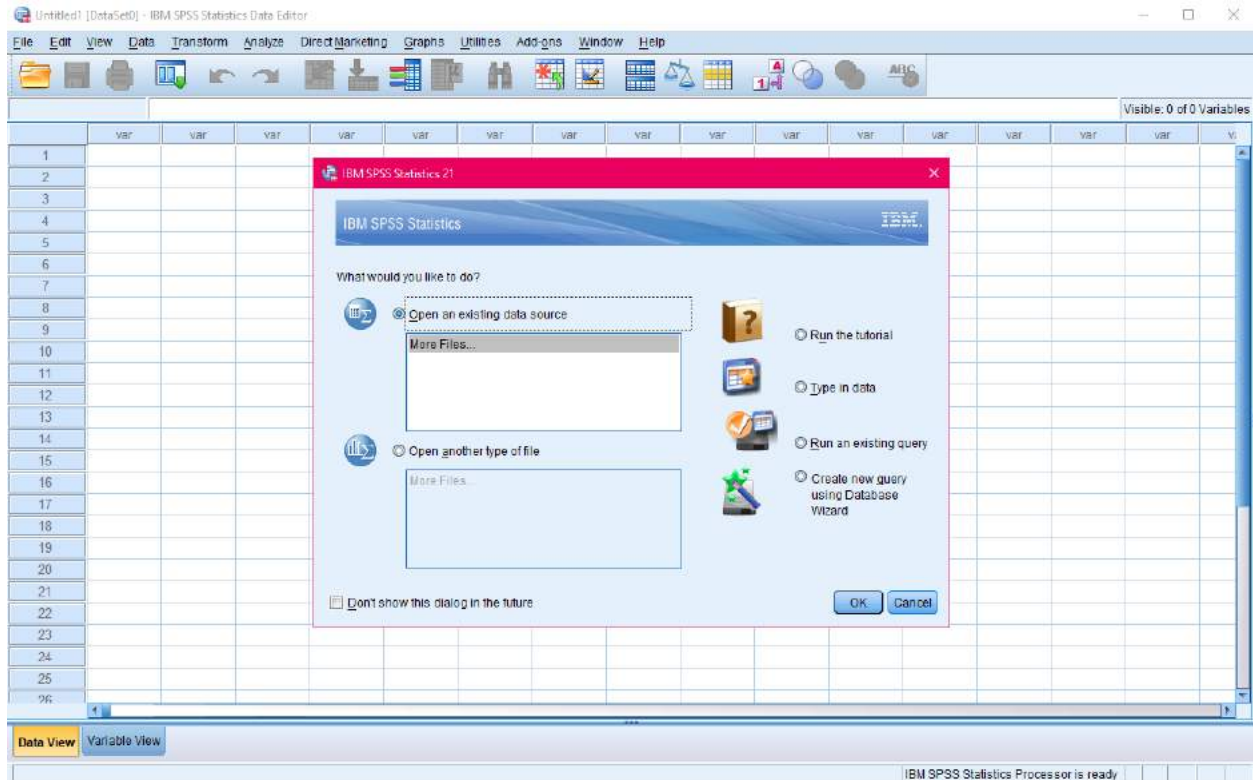 Untitled1 [DataSet0] - IBM SPSS Statistics Data Editor
File Edit View Data Transform Analyze Direct Marketing Graphs Utilities Add-ons Window Help
Visible: 0 of 0 Variables
var var var var var var var var var var var var var var var
1
2
3
4
5
6
7
8
9
10
11
12
13
14
15
16
17
18
19
20
21
22
23
24
25
26
IBM SPSS Statistics 21
IBM SPSS Statistics
IBM.
What would you like to do?
Open an existing data source
More Files...
Open another type of file
More Files...
Run the tutorial
Type in data
Run an existing query
Create new query
using Database
Wizard
Don't show this dialog in the future
OK Cancel
Data View Variable View
IBM SPSS Statistics Processor is ready